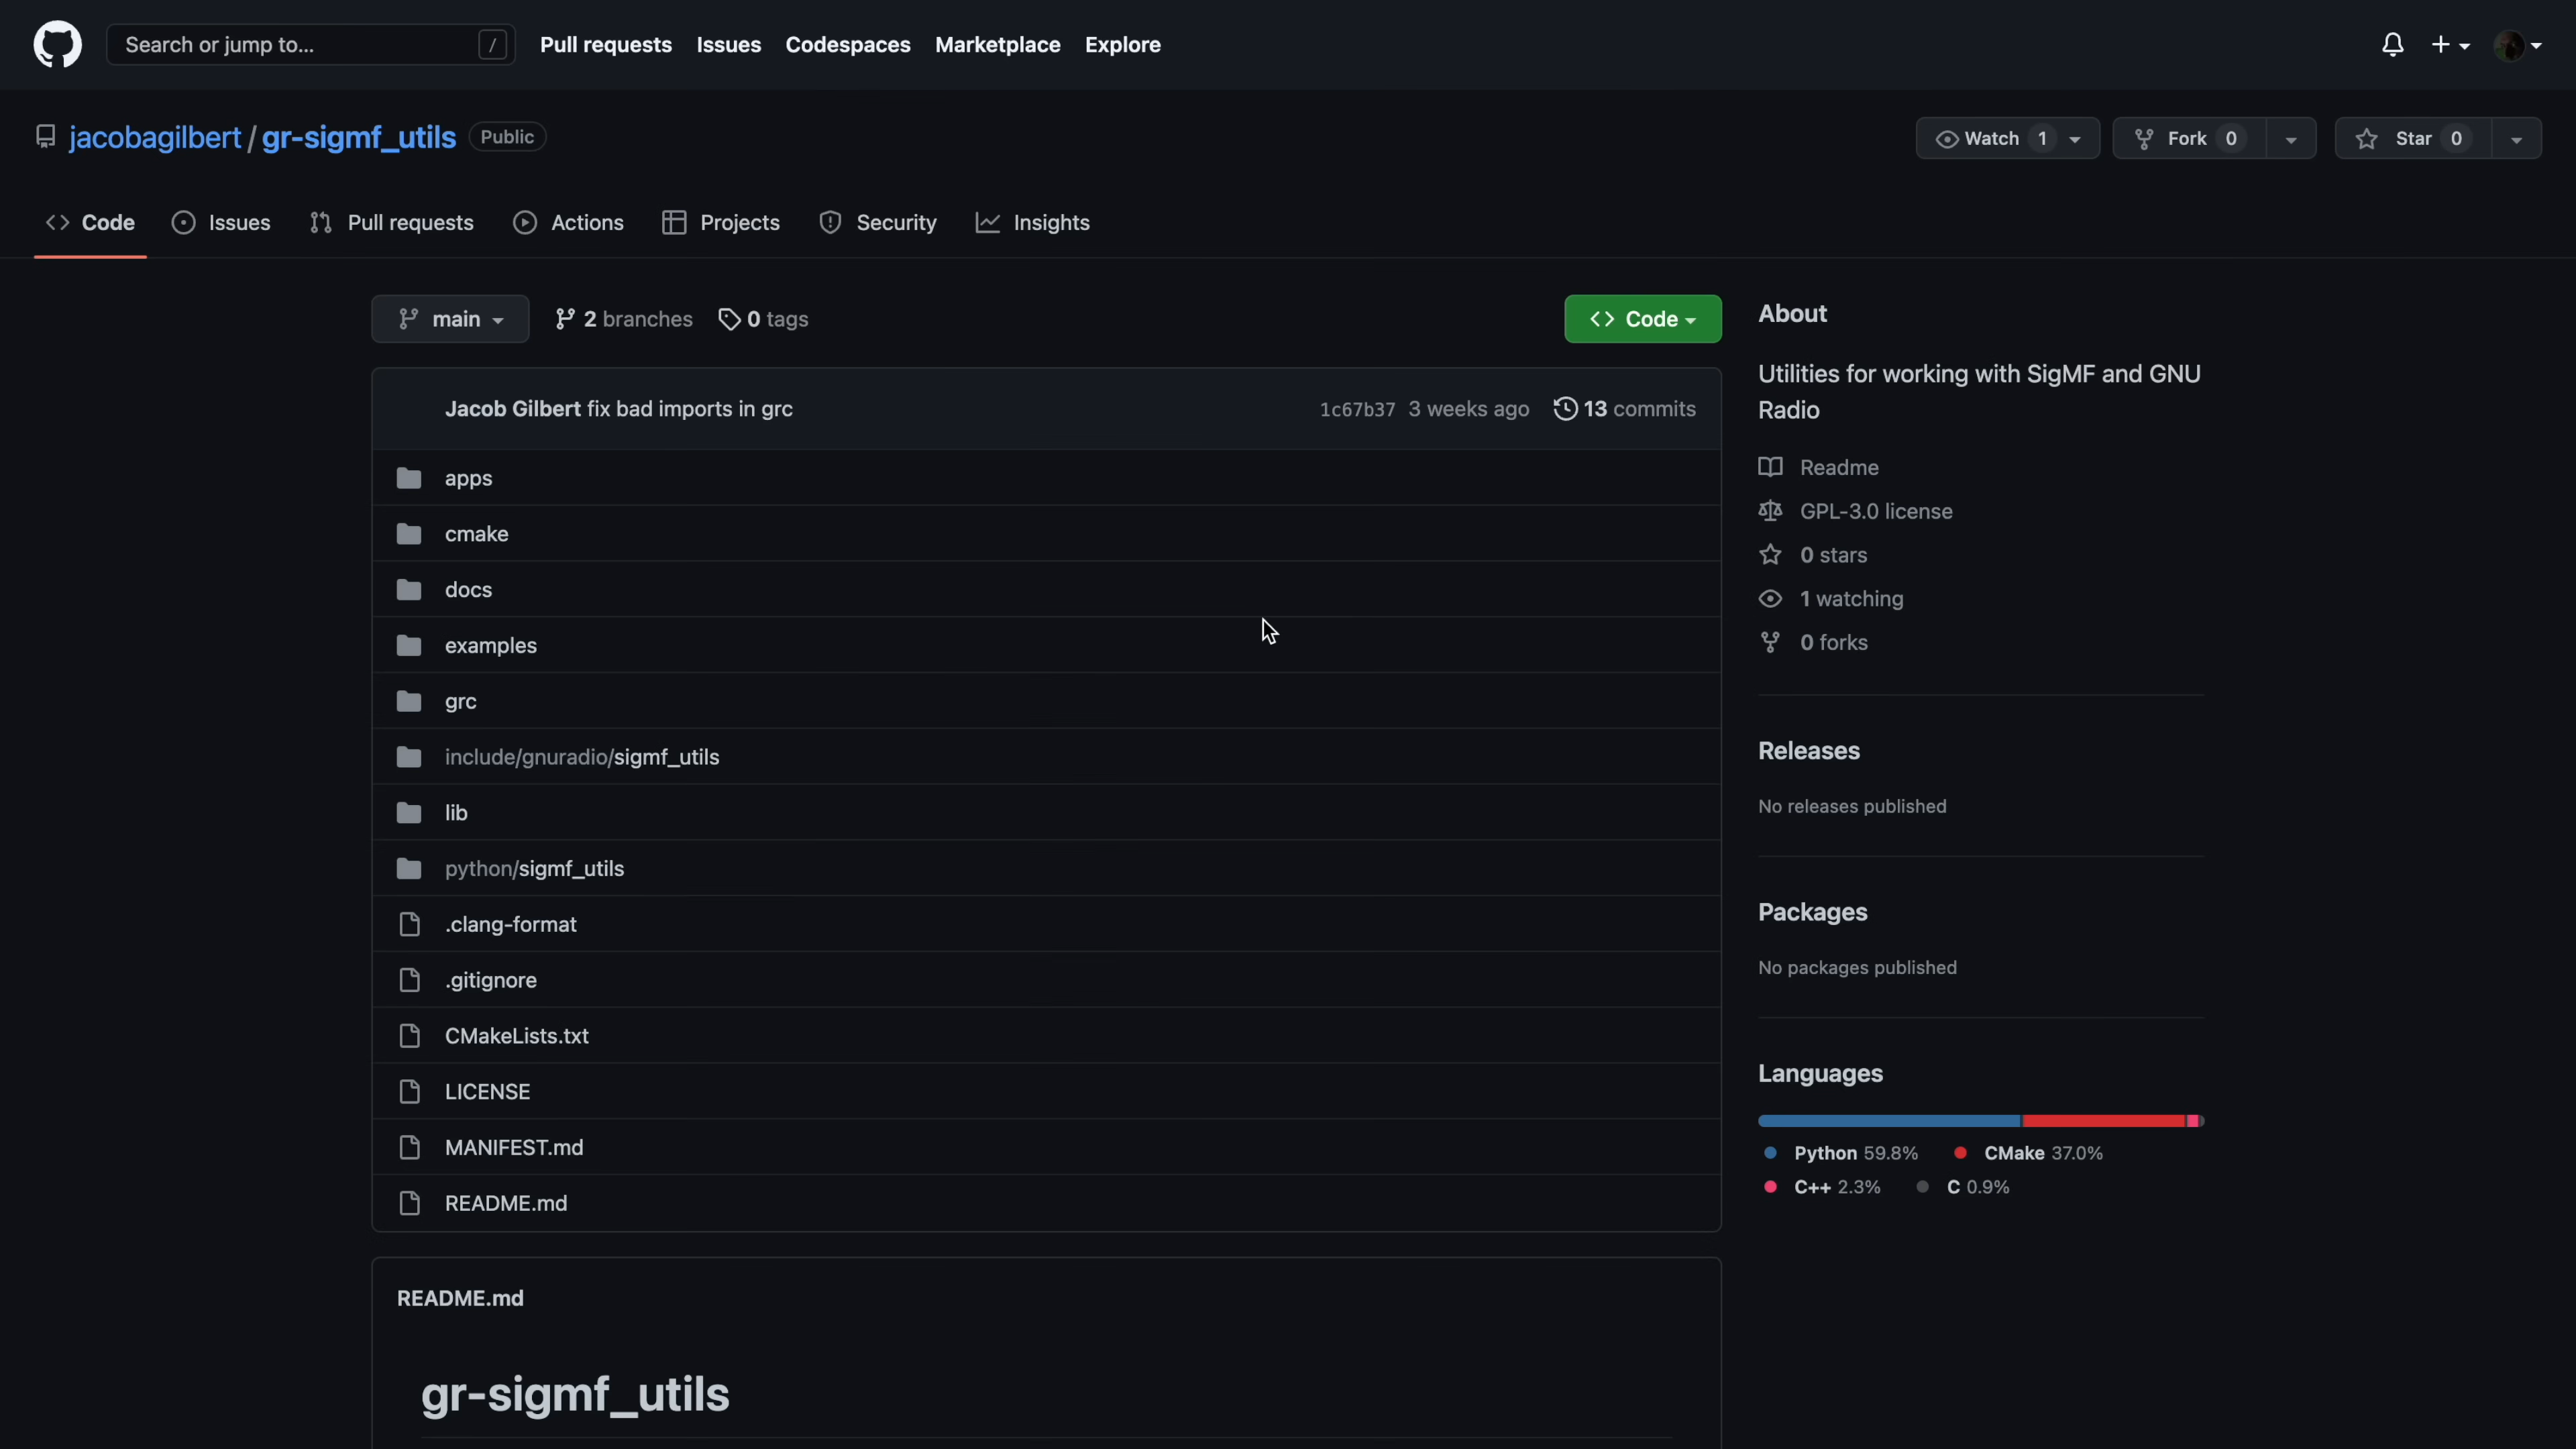 Search or jump to... / Pull requests Issues Codespaces Marketplace Explore
jacobagilbert / gr-sigmf_utils Public Watch 1 Fork 0 Star 0
Code Issues Pull requests Actions Projects Security Insights
main 2 branches 0 tags Code
Jacob Gilbert fix bad imports in grc 1c67b37 3 weeks ago 13 commits
apps
cmake
docs
examples
grc
include/gnuradio/sigmf_utils
lib
python/sigmf_utils
.clang-format
.gitignore
CMakeLists.txt
LICENSE
MANIFEST.md
README.md
README.md
gr-sigmf_utils
About
Utilities for working with SigMF and GNU
Radio
Readme
GPL-3.0 license
0 stars
1 watching
0 forks
Releases
No releases published
Packages
No packages published
Languages
Python 59.8% CMake 37.0%
C++ 2.3% C 0.9%